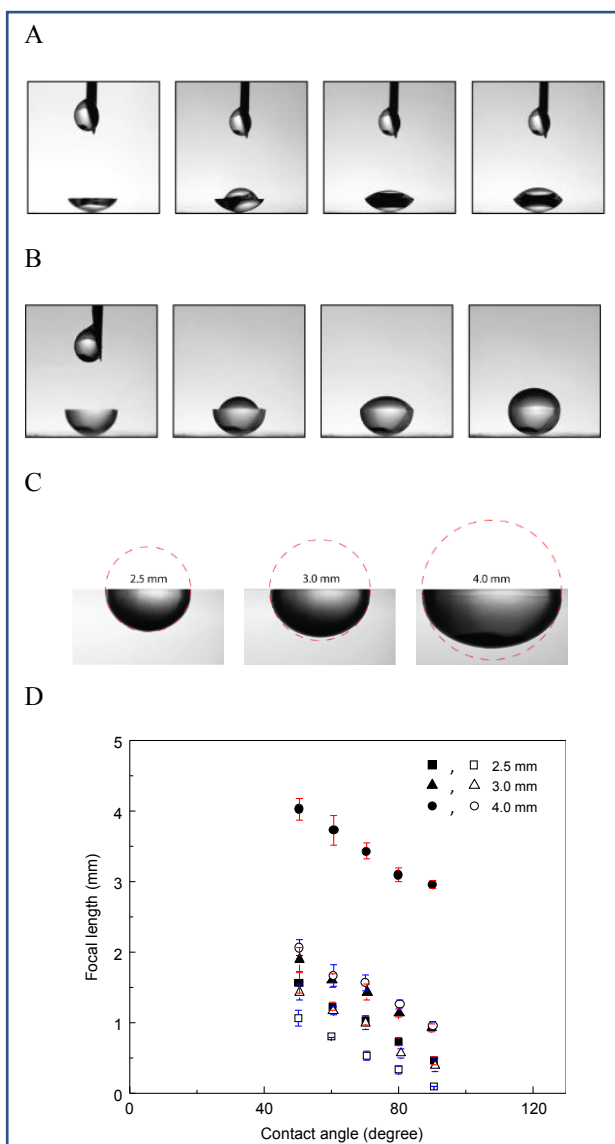 A
B
C
2.5 mm
3.0 mm
4.0 mm
D
5
4
3
2
1
0
Focal length (mm)
, 2.5 mm
, 3.0 mm
, 4.0 mm
0 40 80 120
Contact angle (degree)